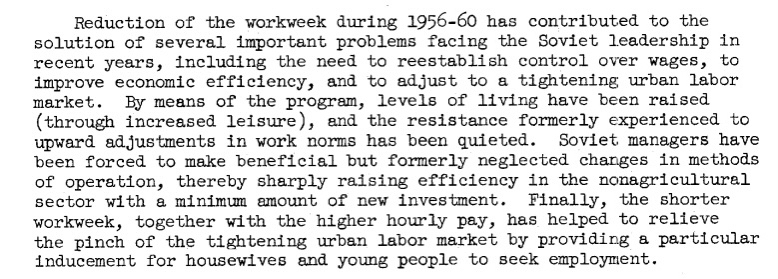 Reduction of the workweek during 1956-60 has contributed to the
solution of several important problems facing the Soviet leadership in
recent years, including the need to reestablish control over wages, to
improve economic efficiency, and to adjust to a tightening urban labor
market. By means of the program, levels of living have been raised
(through increased leisure), and the resistance formerly experienced to
upward adjustments in work norms has been quieted. Soviet managers have
been forced to make beneficial but formerly neglected changes in methods
of operation, thereby sharply raising efficiency in the nonagricultural
sector with a minimum amount of new investment. Finally, the shorter
workweek, together with the higher hourly pay, has helped to relieve
the pinch of the tightening urban labor market by providing a particular
inducement for housewives and young people to seek employment.